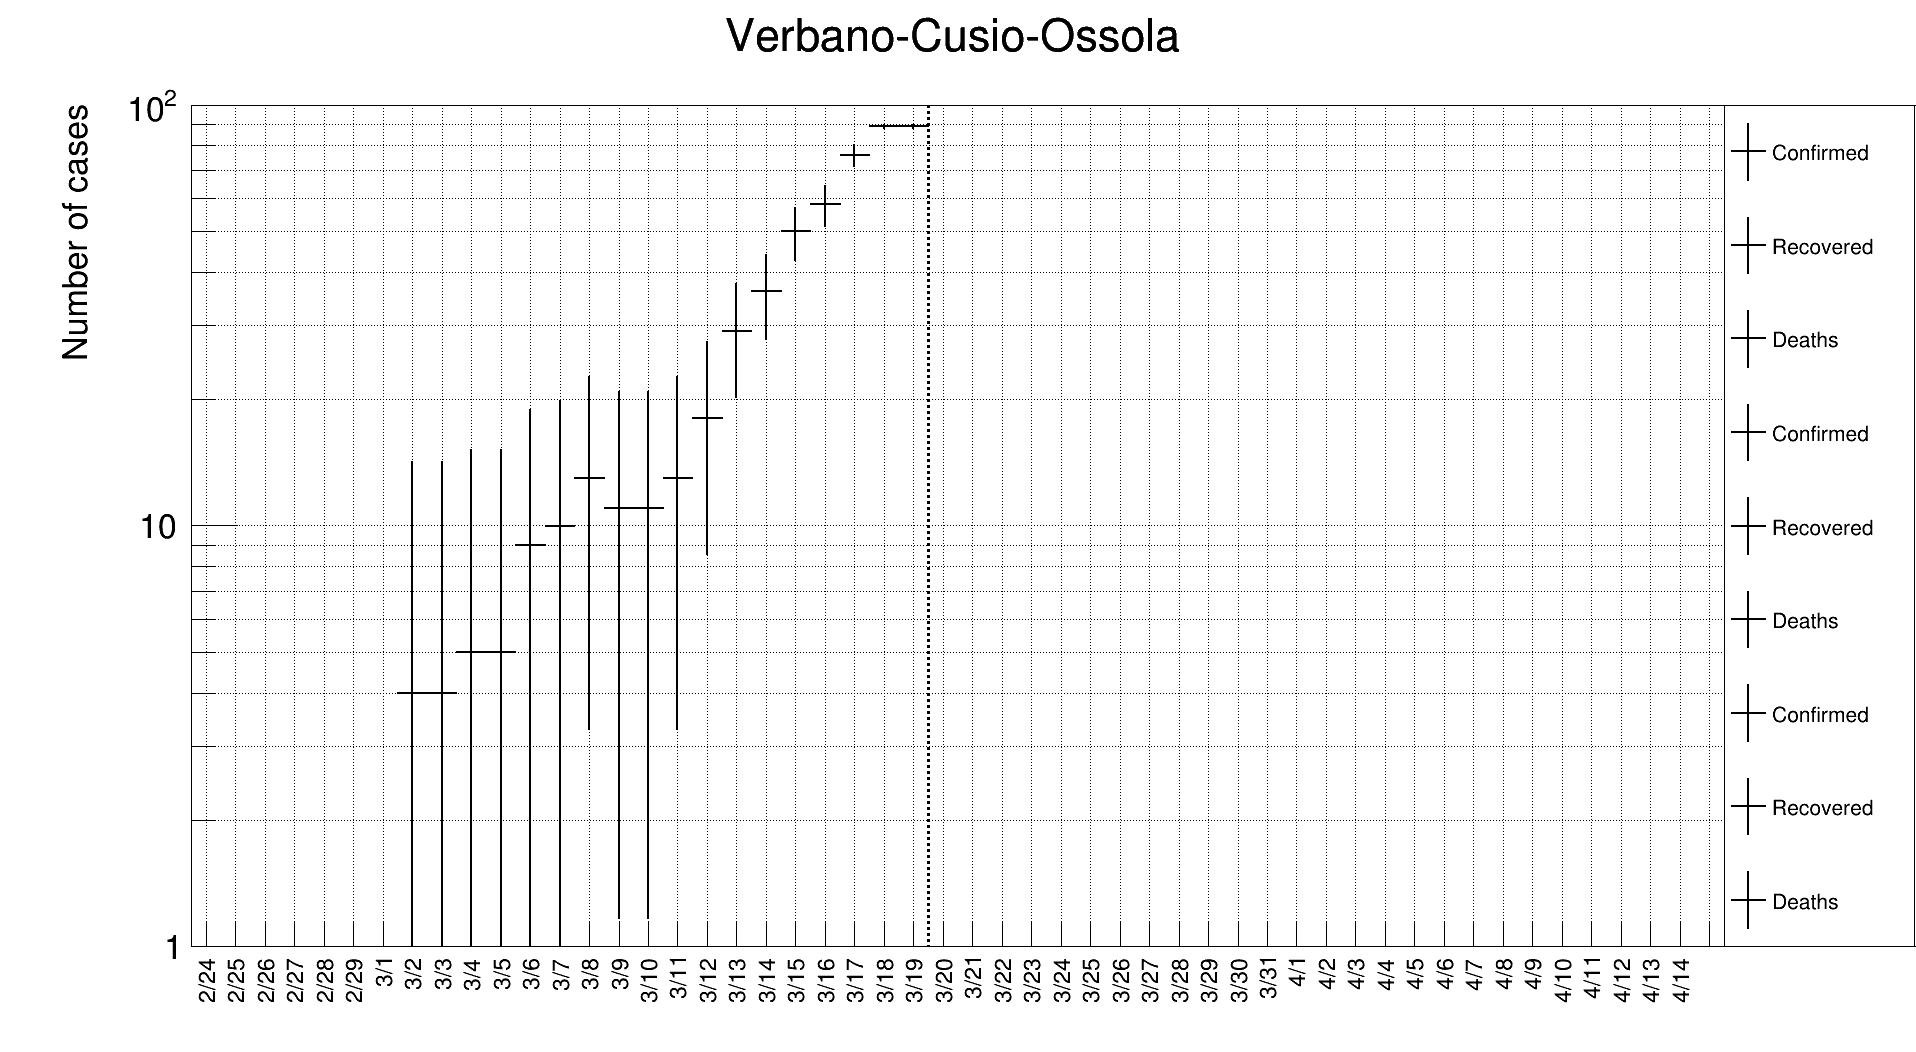 Verbano-Cusio-Ossola
Number of cases
10²
10
1
2/24 2/25 2/26 2/27 2/28 2/29 3/1 3/2 3/3 3/4 3/5 3/6 3/7 3/8 3/9 3/10 3/11 3/12 3/13 3/14 3/15 3/16 3/17 3/18 3/19 3/20 3/21 3/22 3/23 3/24 3/25 3/26 3/27 3/28 3/29 3/30 3/31 4/1 4/2 4/3 4/4 4/5 4/6 4/7 4/8 4/9 4/10 4/11 4/12 4/13 4/14
Confirmed
Recovered
Deaths
Confirmed
Recovered
Deaths
Confirmed
Recovered
Deaths